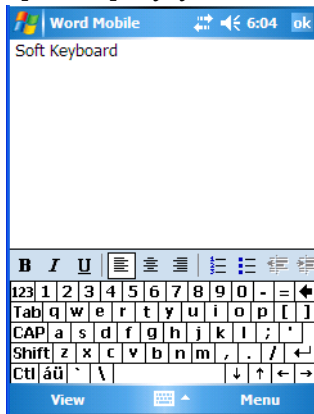 Word Mobile 6:04 ok
Soft Keyboard
B I U
123 1 2 3 4 5 6 7 8 9 0 - =
Tab q w e r t y u i o p [ ]
CAP a s d f g h j k l ; '
Shift z x c v b n m , . /
Ctl áü ` \
View Menu